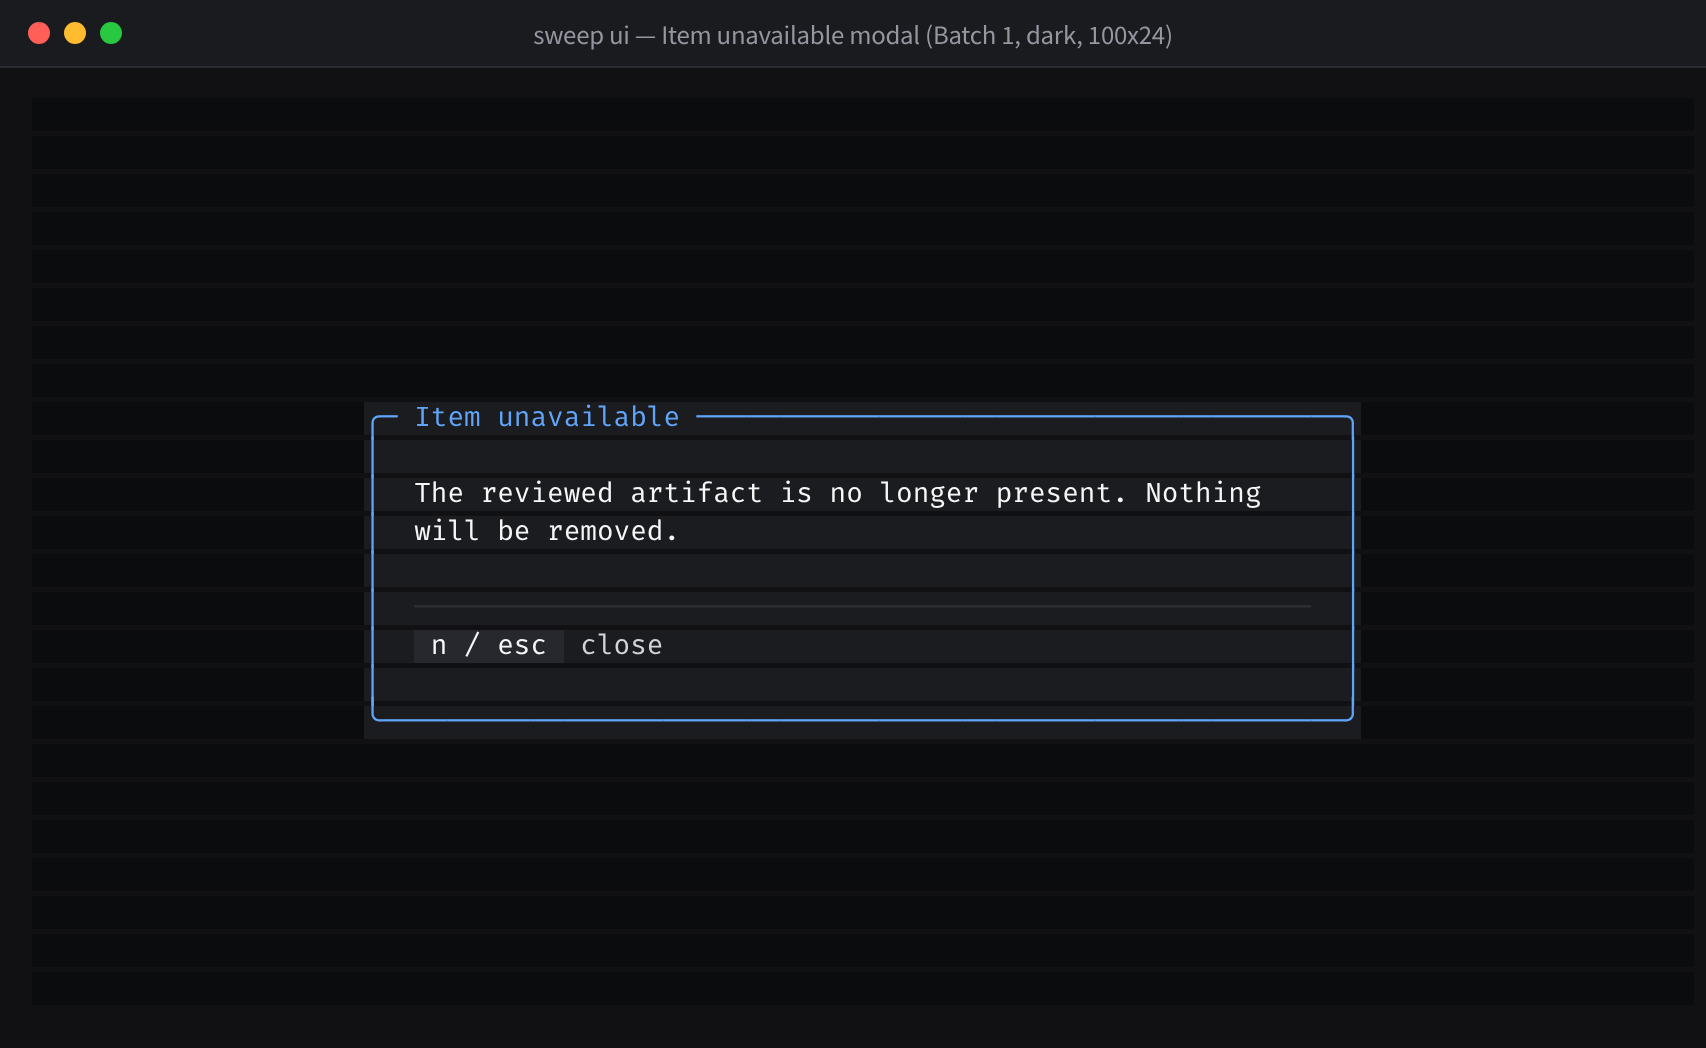 sweep ui — Item unavailable modal (Batch 1, dark, 100x24)
Item unavailable
The reviewed artifact is no longer present. Nothing
will be removed.
n / esc close